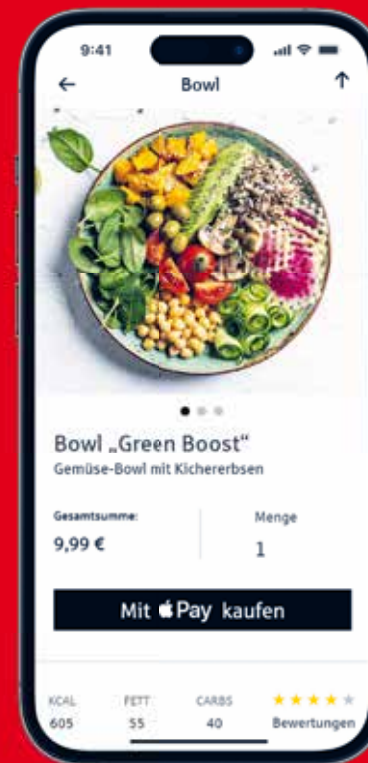 9:41
Bowl
Bowl „Green Boost“
Gemüse-Bowl mit Kichererbsen
Gesamtsumme: Menge
9,99 € 1
Mit Pay kaufen
KCAL FETT CARBS
605 55 40 Bewertungen